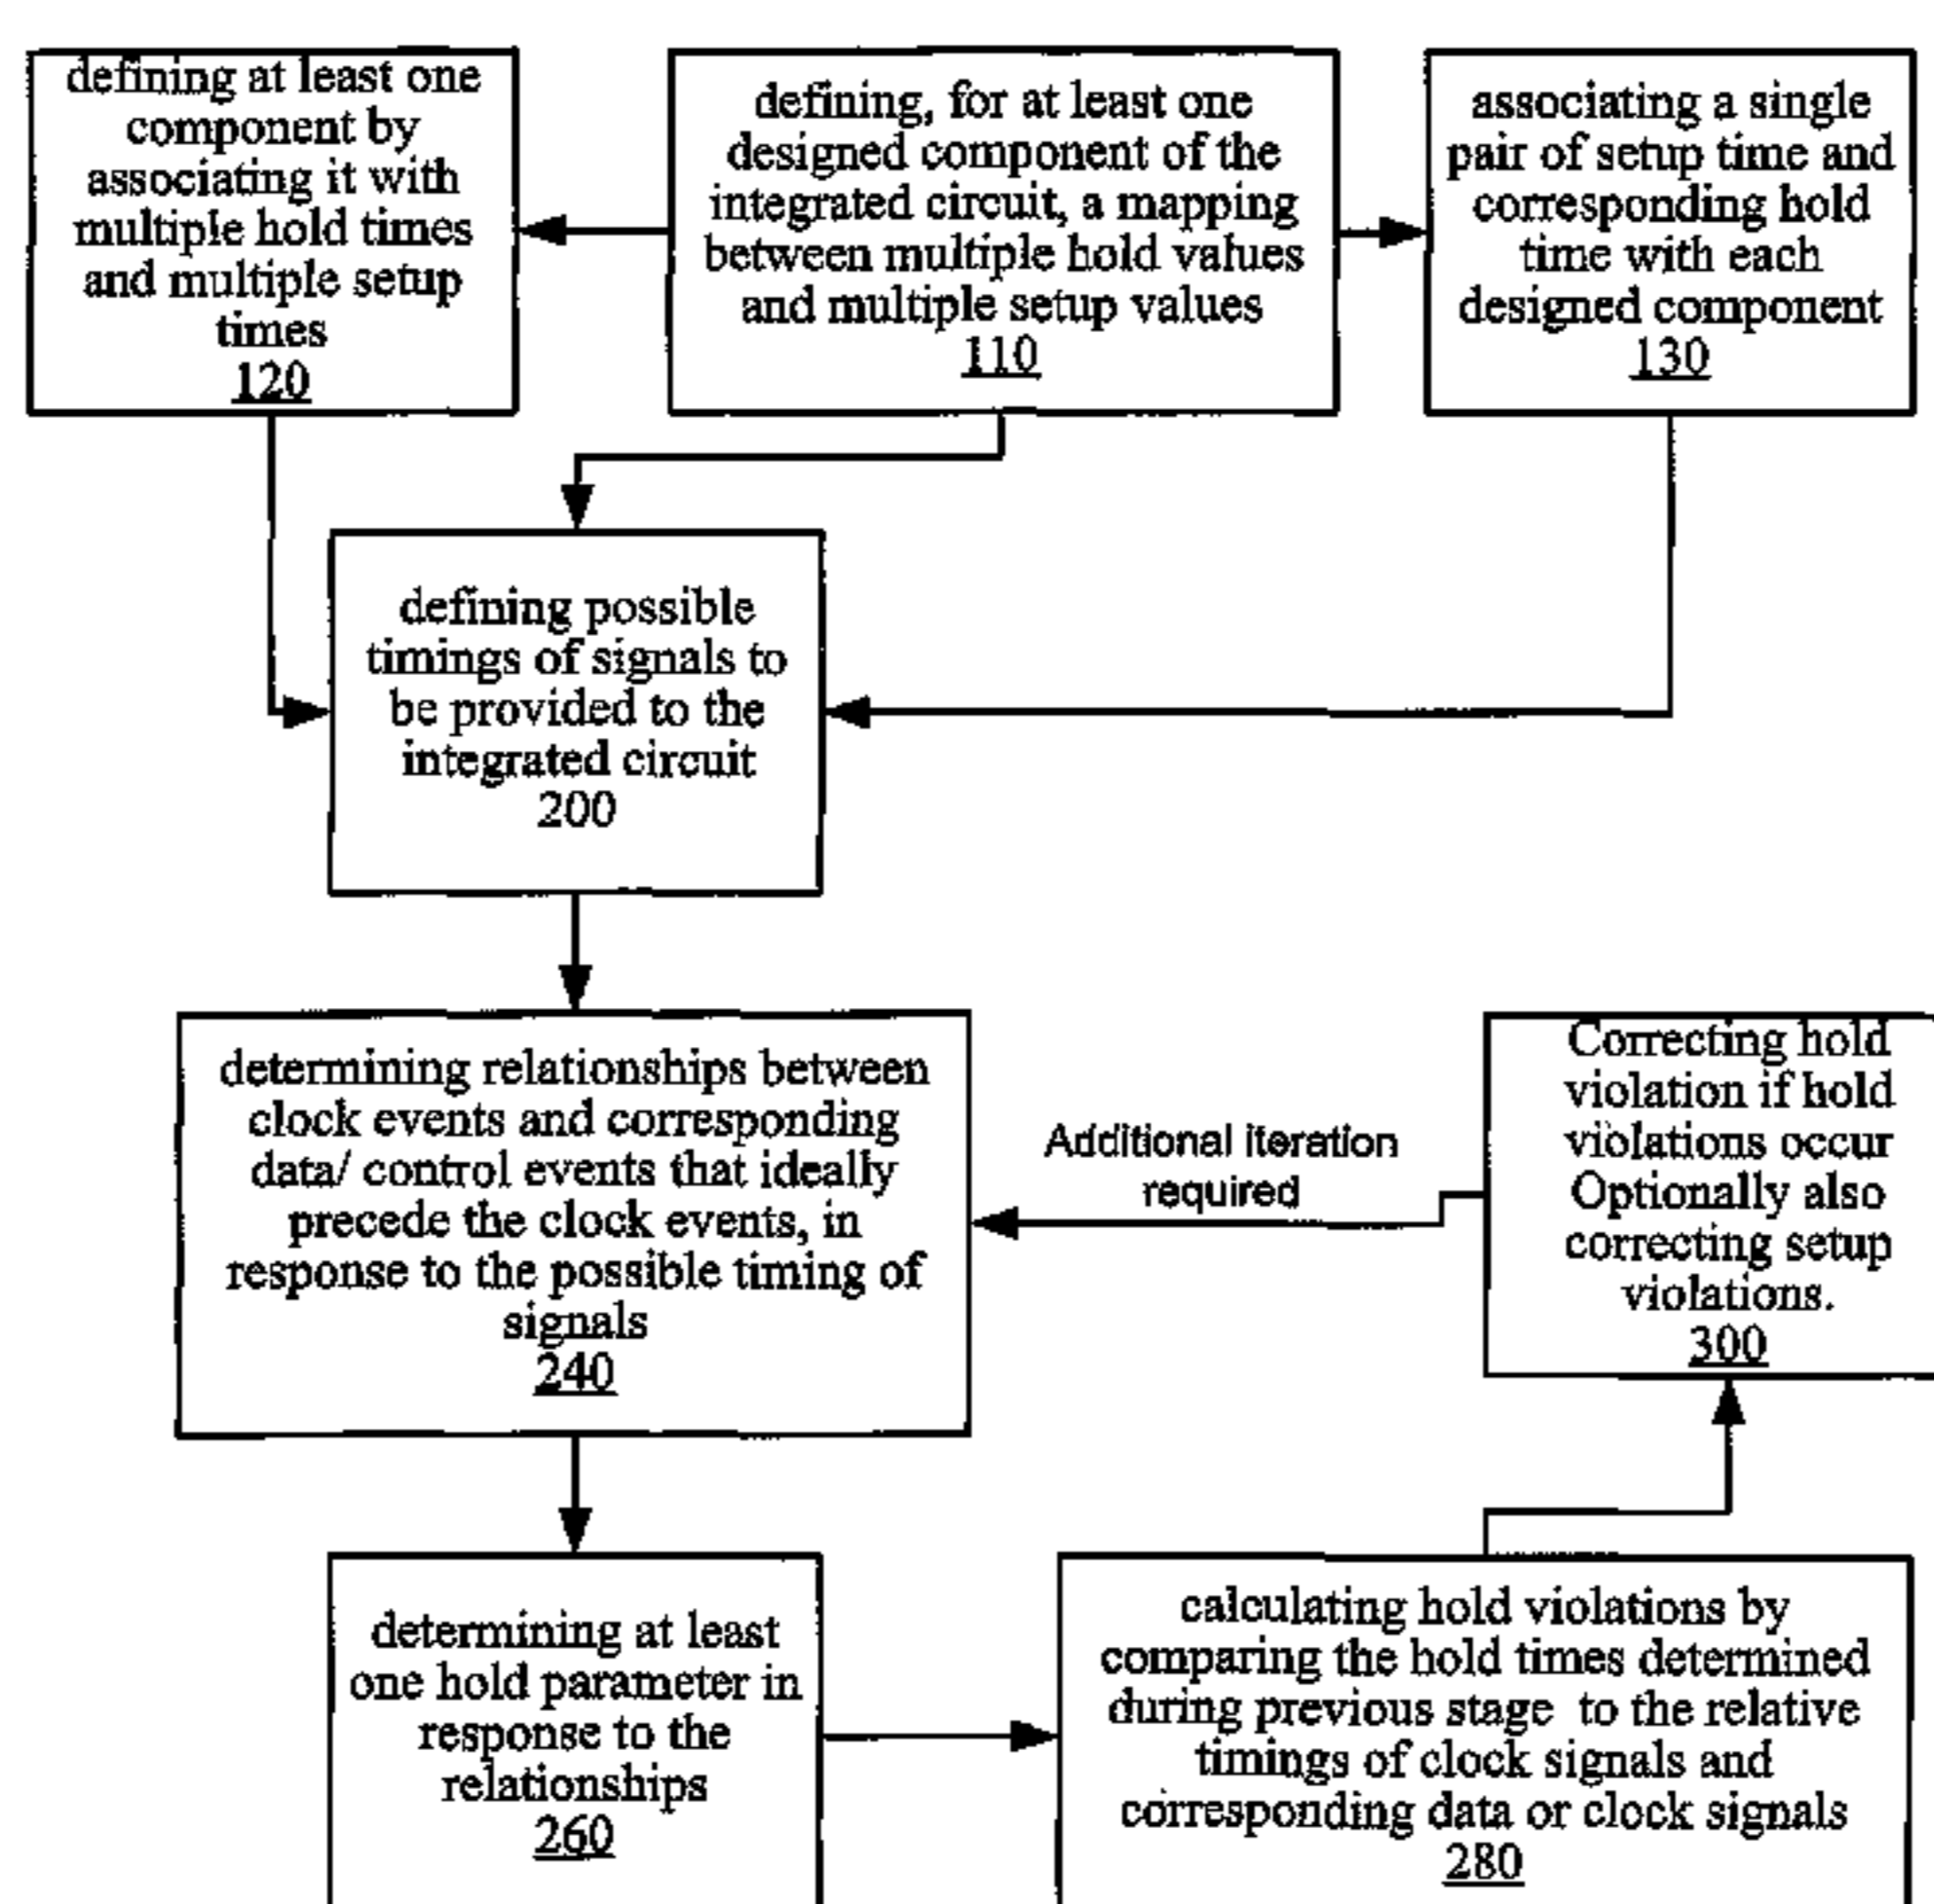 defining at least one
component by
associating it with
multiple hold times
and multiple setup
times
120
defining, for at least one
designed component of the
integrated circuit, a mapping
between multiple hold values
and multiple setup values
110
associating a single
pair of setup time and
corresponding hold
time with each
designed component
130
defining possible
timings of signals to
be provided to the
integrated circuit
200
determining relationships between
clock events and corresponding
data/ control events that ideally
precede the clock events, in
response to the possible timing of
signals
240
Additional iteration
required
Correcting hold
violation if hold
violations occur
Optionally also
correcting setup
violations.
300
determining at least
one hold parameter in
response to the
relationships
260
calculating hold violations by
comparing the hold times determined
during previous stage to the relative
timings of clock signals and
corresponding data or clock signals
280